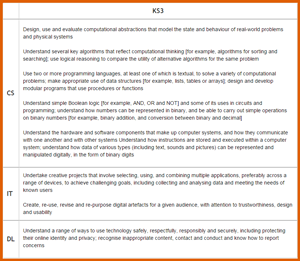 KS3
Design, use and evaluate computational abstractions that model the state and behaviour of real-world problems
and physical systems
Understand several key algorithms that reflect computational thinking [for example, algorithms for sorting and
searching]; use logical reasoning to compare the utility of alternative algorithms for the same problem
CS
Use two or more programming languages, at least one of which is textual, to solve a variety of computational
problems; make appropriate use of data structures [for example, lists, tables or arrays]; design and develop
modular programs that use procedures or functions
Understand simple Boolean logic [for example, AND, OR and NOT] and some of its uses in circuits and
programming; understand how numbers can be represented in binary, and be able to carry out simple operations
on binary numbers [for example, binary addition, and conversion between binary and decimal]
Understand the hardware and software components that make up computer systems, and how they communicate
with one another and with other systems Understand how instructions are stored and executed within a computer
system; understand how data of various types (including text, sounds and pictures) can be represented and
manipulated digitally, in the form of binary digits
IT
Undertake creative projects that involve selecting, using, and combining multiple applications, preferably across a
range of devices, to achieve challenging goals, including collecting and analysing data and meeting the needs of
known users
Create, re-use, revise and re-purpose digital artefacts for a given audience, with attention to trustworthiness, design
and usability
DL
Understand a range of ways to use technology safely, respectfully, responsibly and securely, including protecting
their online identity and privacy; recognise inappropriate content, contact and conduct and know how to report
concerns